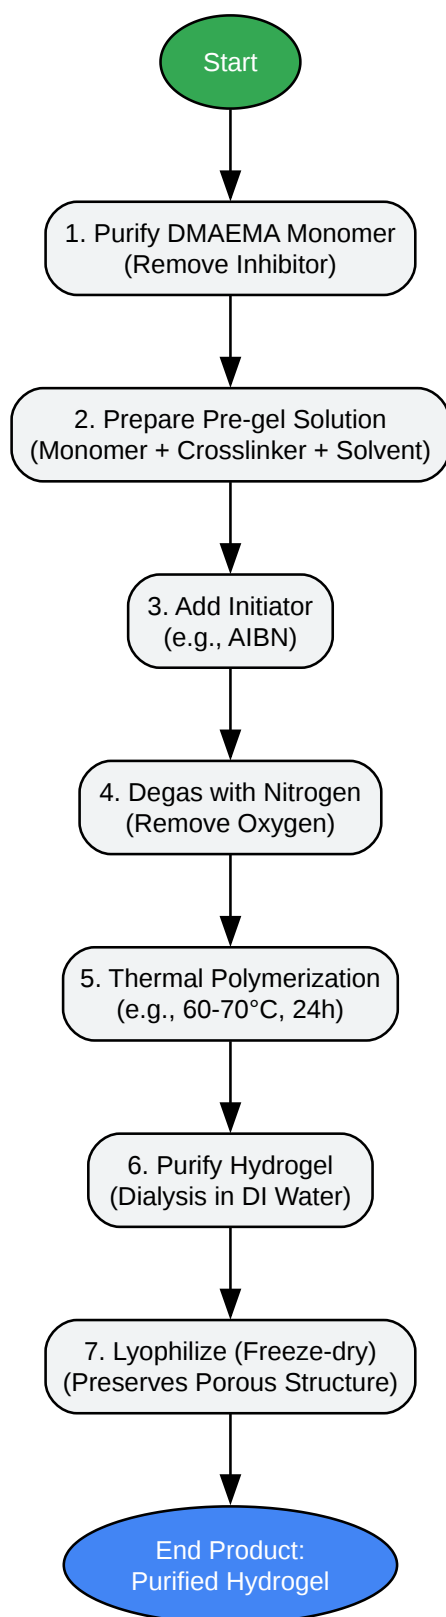 Start
1. Purify DMAEMA Monomer
(Remove Inhibitor)
2. Prepare Pre-gel Solution
(Monomer + Crosslinker + Solvent)
3. Add Initiator
(e.g., AIBN)
4. Degas with Nitrogen
(Remove Oxygen)
5. Thermal Polymerization
(e.g., 60-70°C, 24h)
6. Purify Hydrogel
(Dialysis in DI Water)
7. Lyophilize (Freeze-dry)
(Preserves Porous Structure)
End Product:
Purified Hydrogel